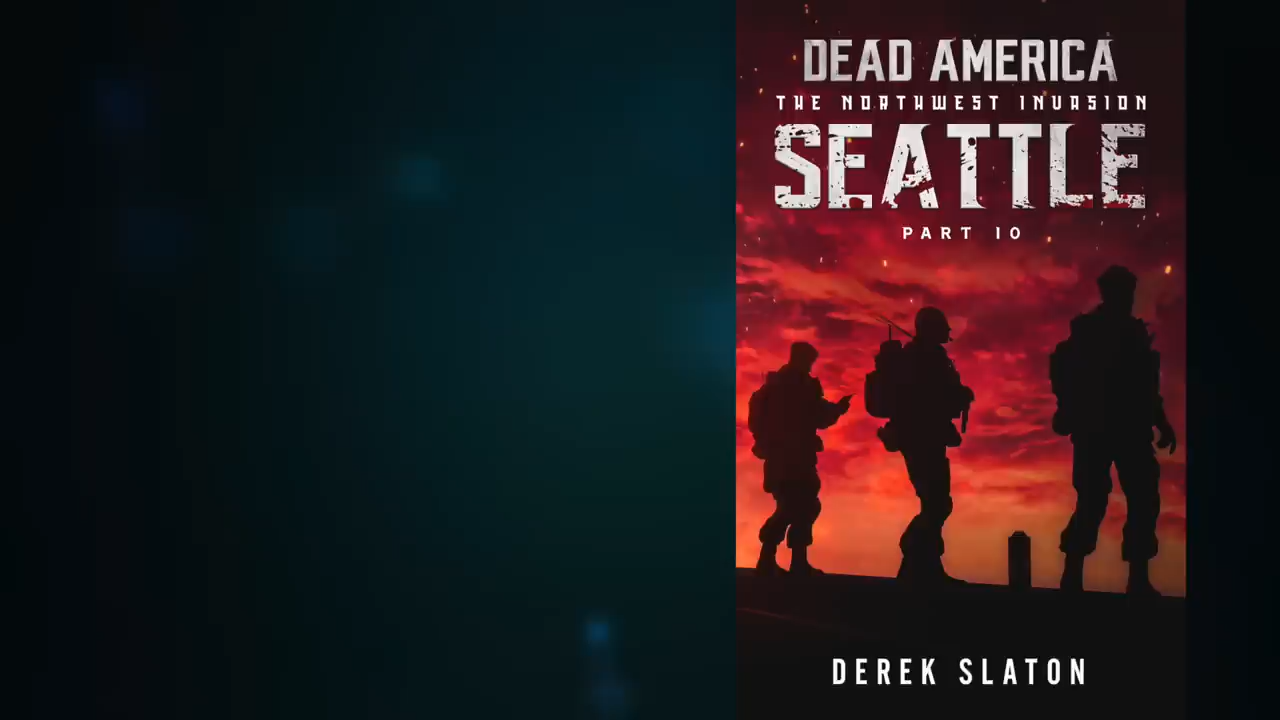 DEAD AMERICA
THE NORTHWEST INVASION
SEATTLE
PART 10
DEREK SLATON